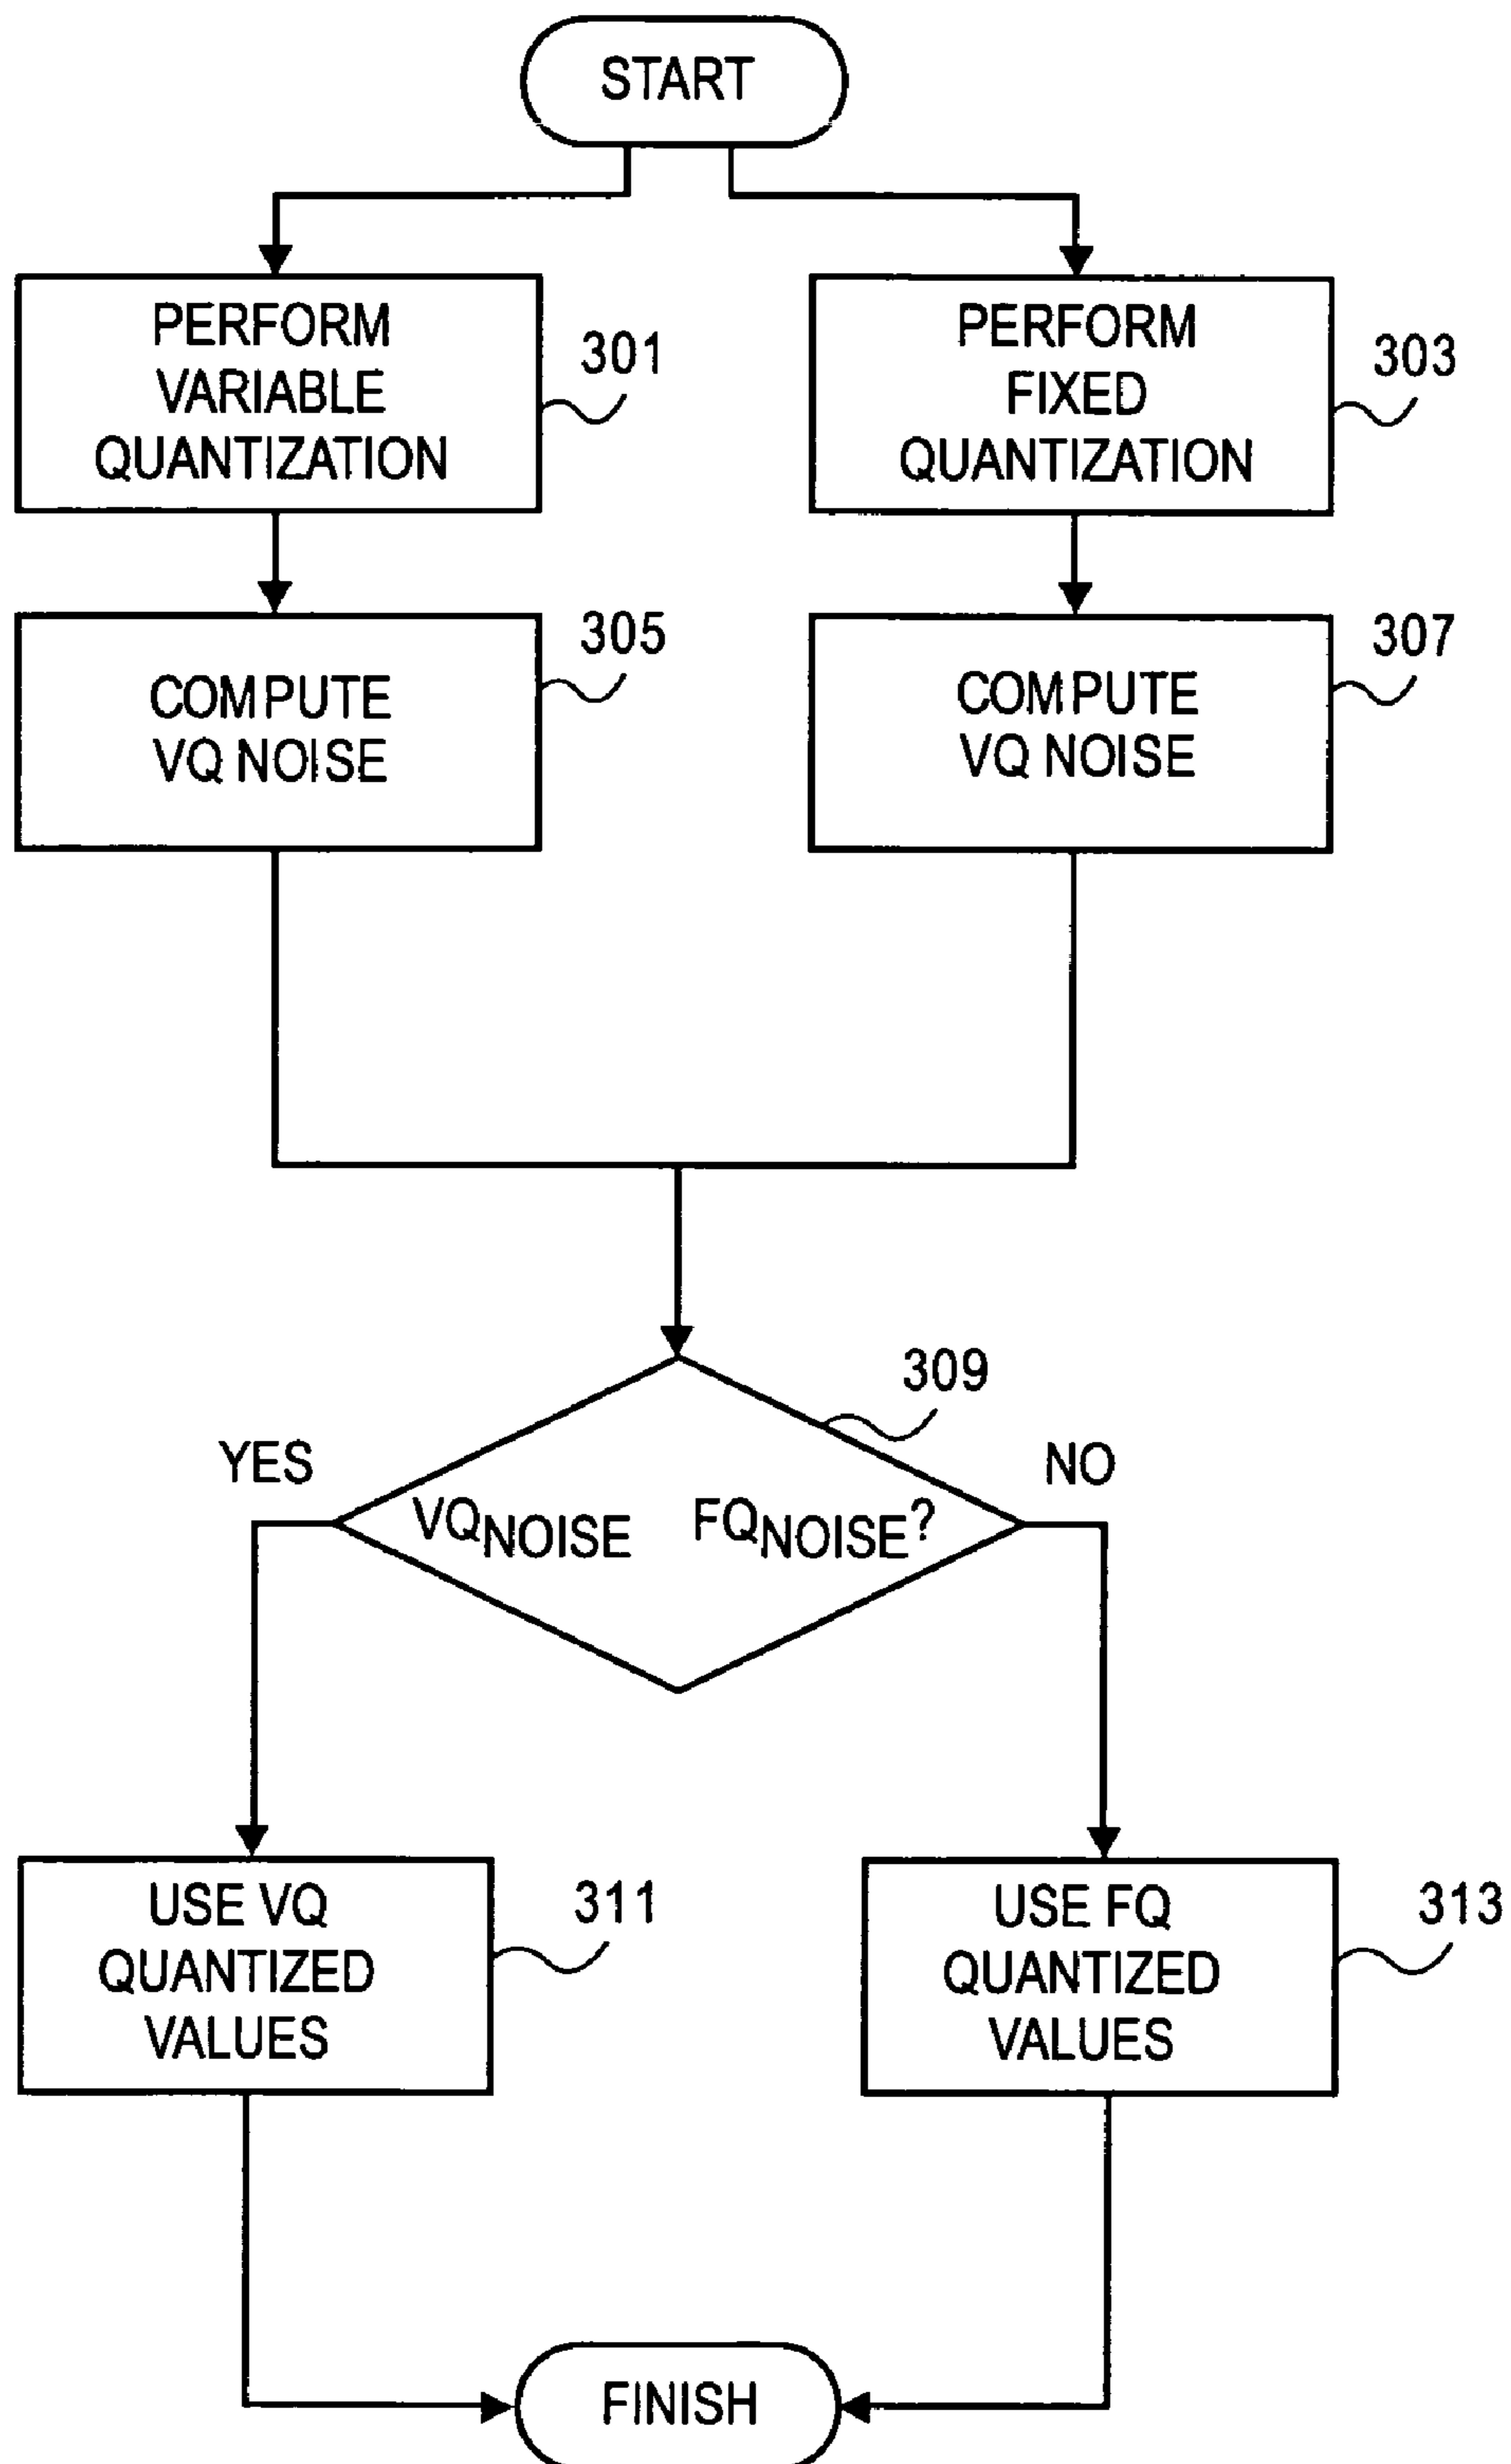 START
PERFORM
VARIABLE
QUANTIZATION
301
PERFORM
FIXED
QUANTIZATION
303
COMPUTE
VQ NOISE
305
COMPUTE
VQ NOISE
307
309
YES
NO
VQNOISE FQNOISE?
USE VQ
QUANTIZED
VALUES
311
USE FQ
QUANTIZED
VALUES
313
FINISH